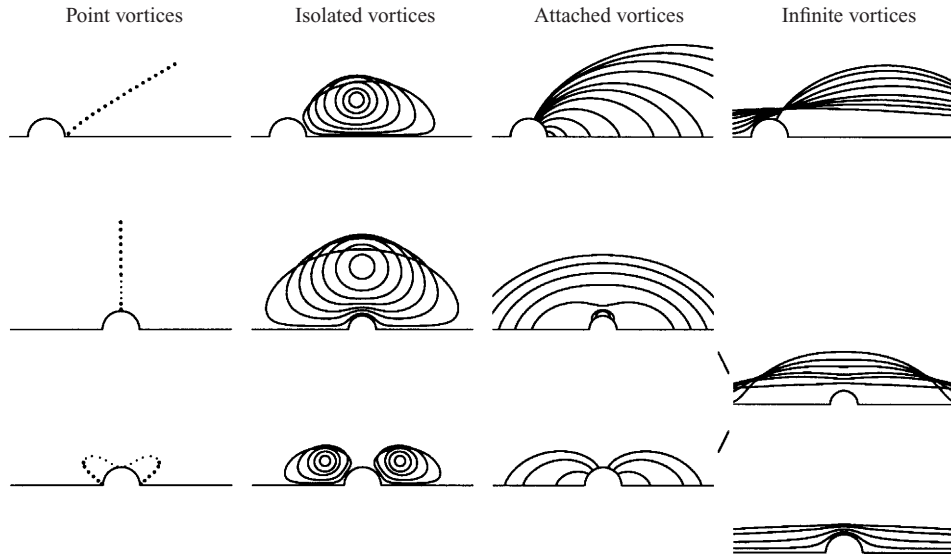 Point vortices
Isolated vortices
Attached vortices
Infinite vortices